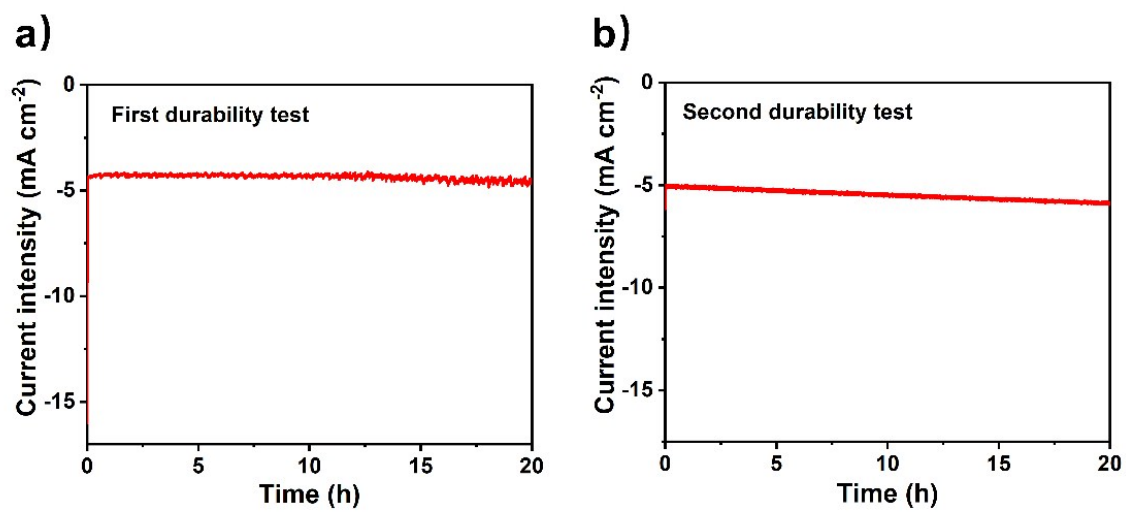 a)
First durability test
Current intensity (mA cm⁻²)
0
-5
-10
-15
0 5 10 15 20
Time (h)
b)
Second durability test
Current intensity (mA cm⁻²)
0
-5
-10
-15
0 5 10 15 20
Time (h)